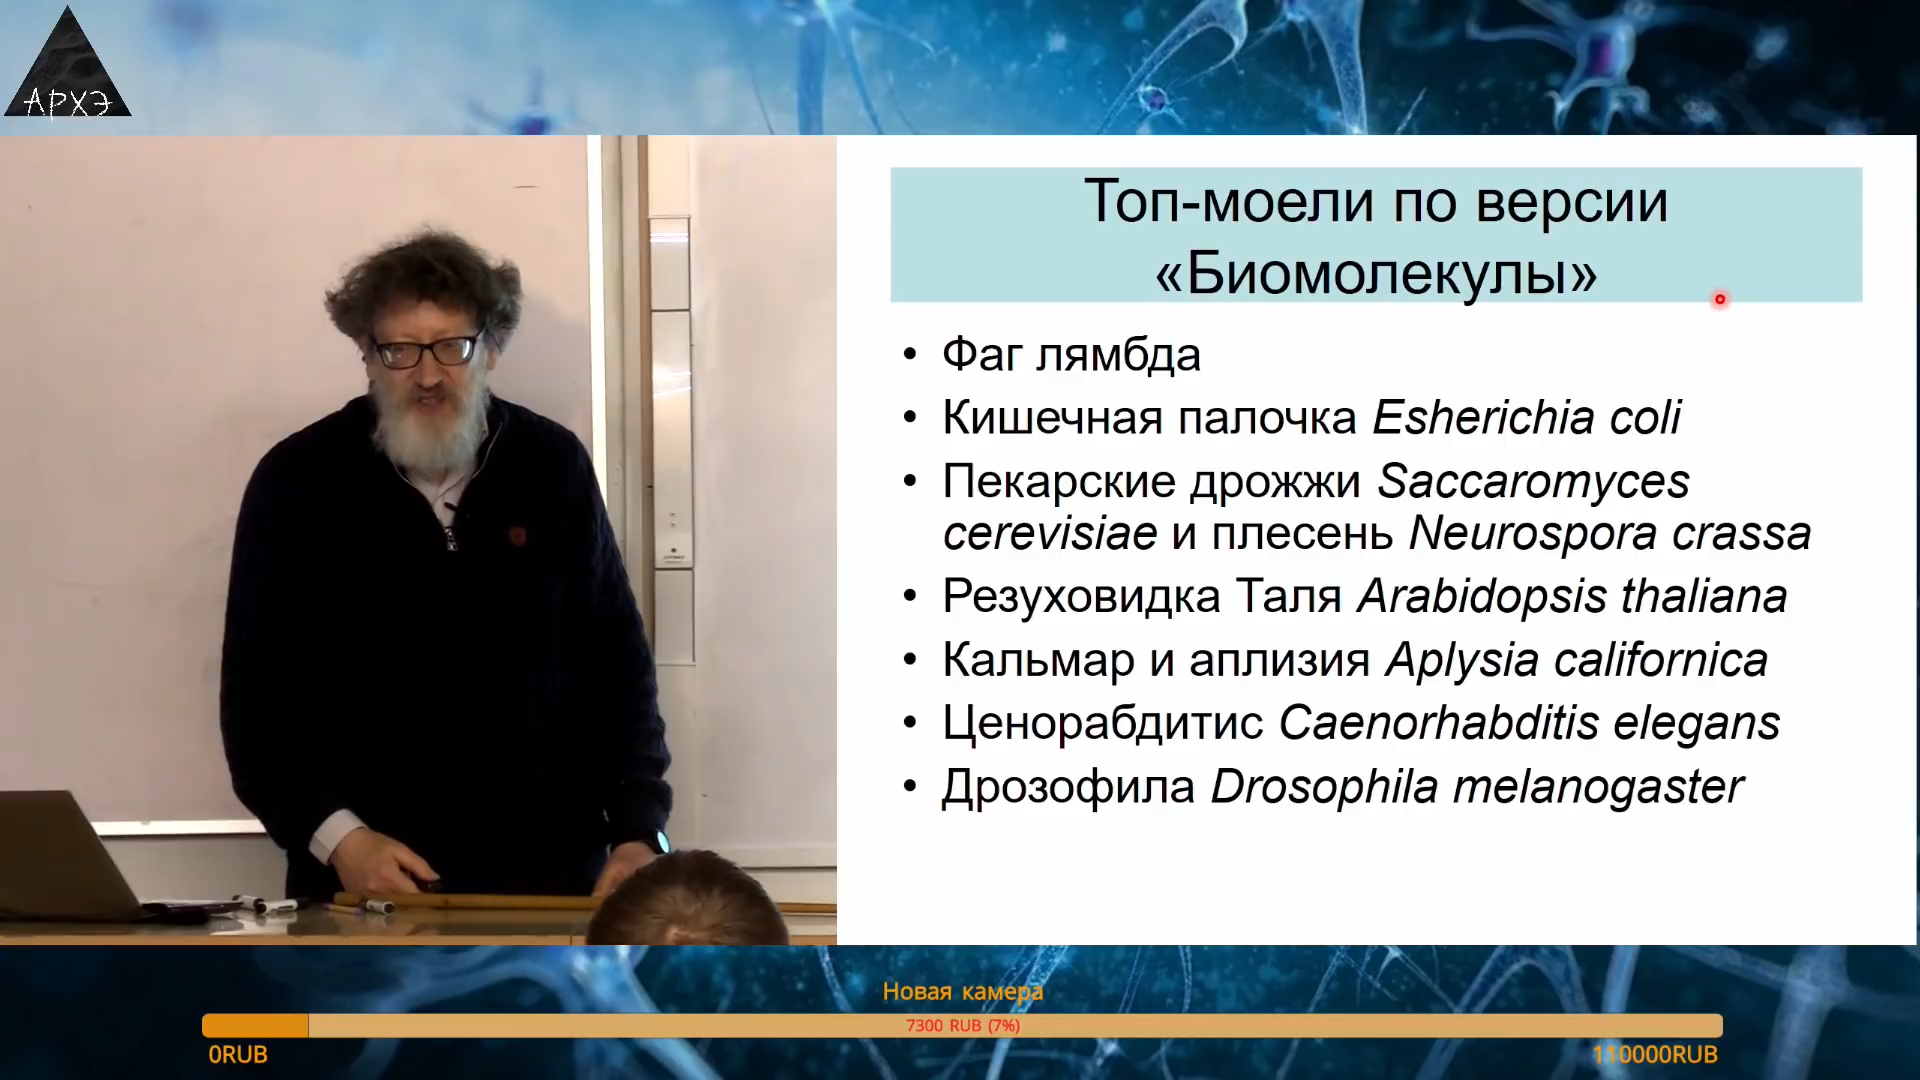 АРХЭ
Топ-моели по версии
«Биомолекулы»
• Фаг лямбда
• Кишечная палочка Esherichia coli
• Пекарские дрожжи Saccaromyces
cerevisiae и плесень Neurospora crassa
• Резуховидка Таля Arabidopsis thaliana
• Кальмар и аплизия Aplysia californica
• Ценорабдитис Caenorhabditis elegans
• Дрозофила Drosophila melanogaster
Новая камера
7300 RUB (7%)
0RUB
110000RUB